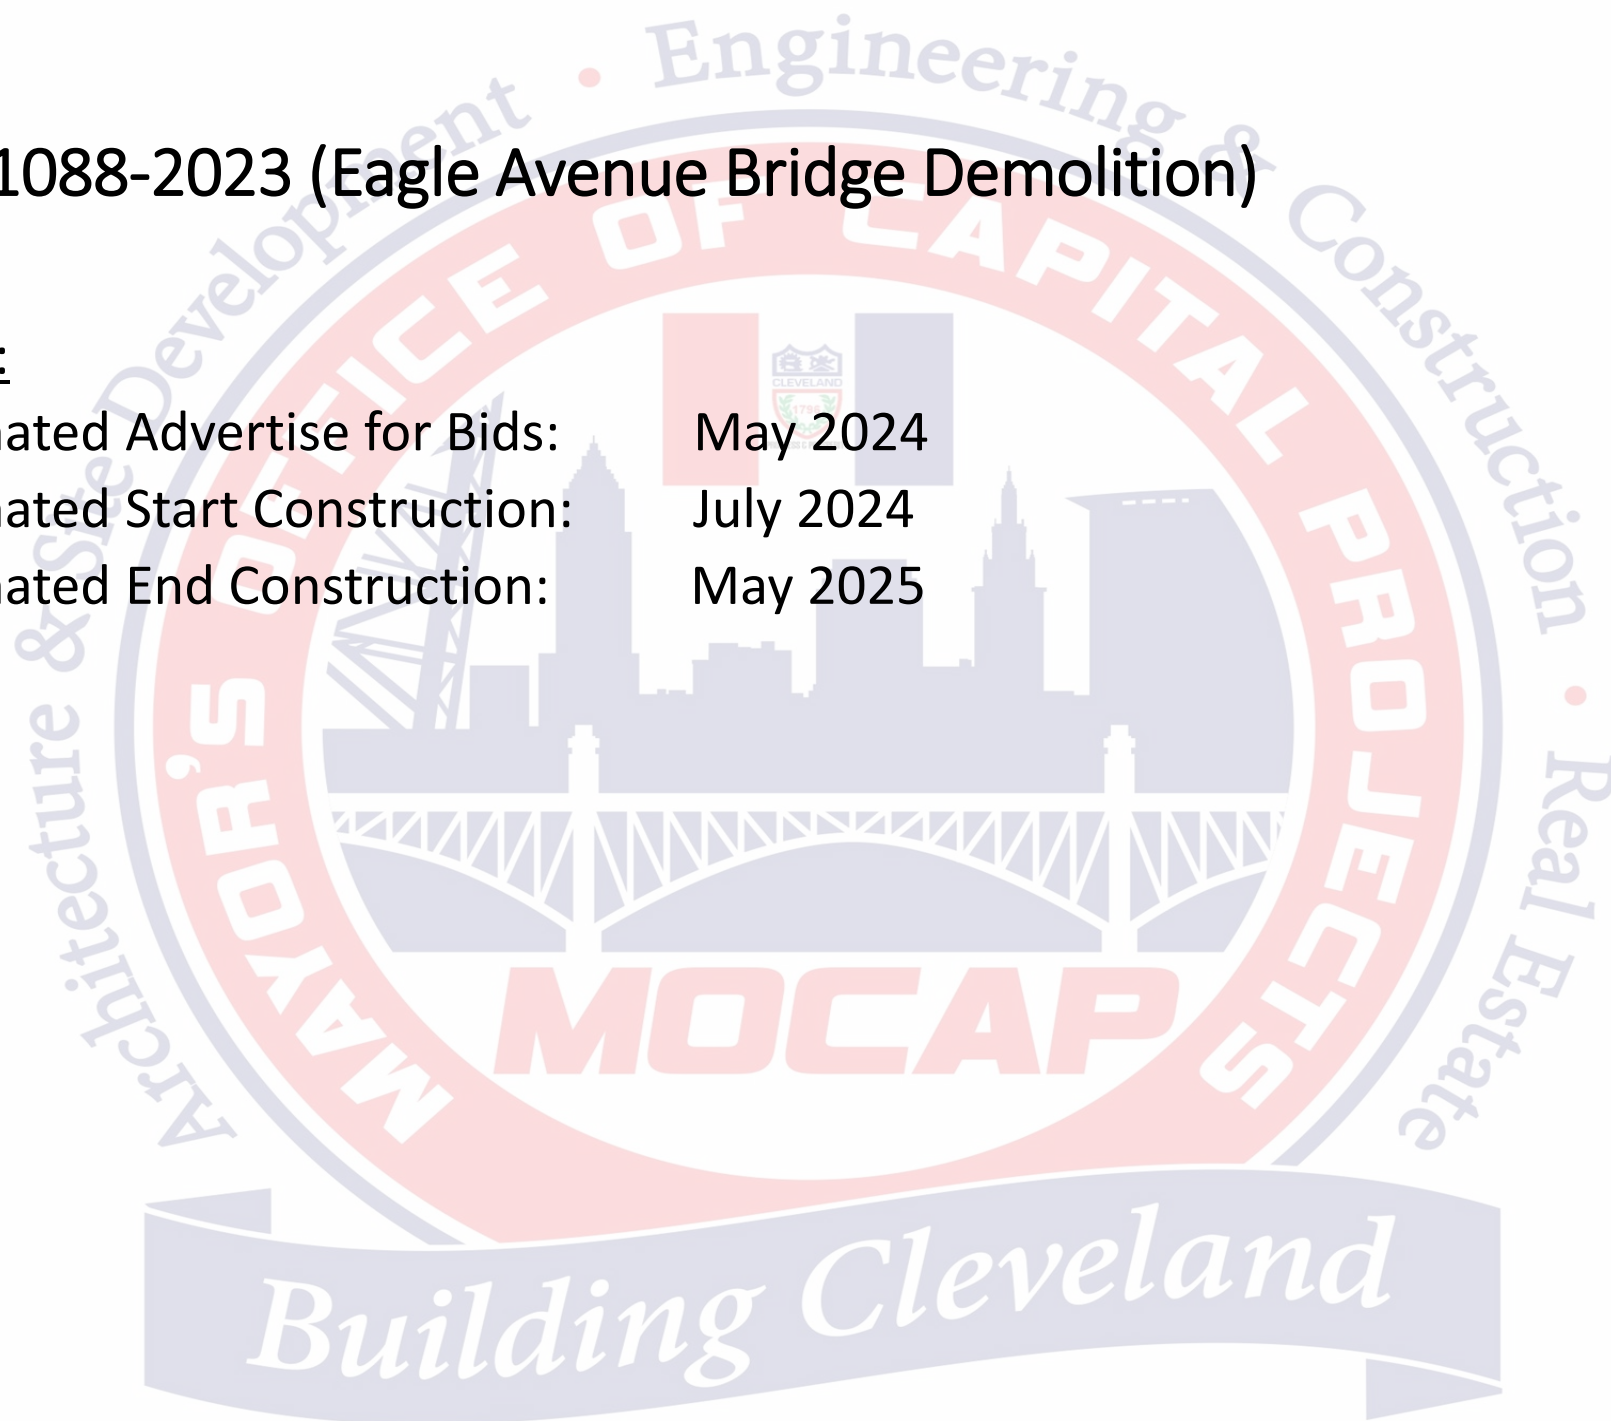 1088-2023 (Eagle Avenue Bridge Demolition)
:
ated Advertise for Bids: May 2024
ated Start Construction: July 2024
ated End Construction: May 2025
Architecture & Site Development • Engineering & Construction • Real Estate
MAYOR'S OFFICE OF CAPITAL PROJECTS
CLEVELAND
1796
MOCAP
Building Cleveland